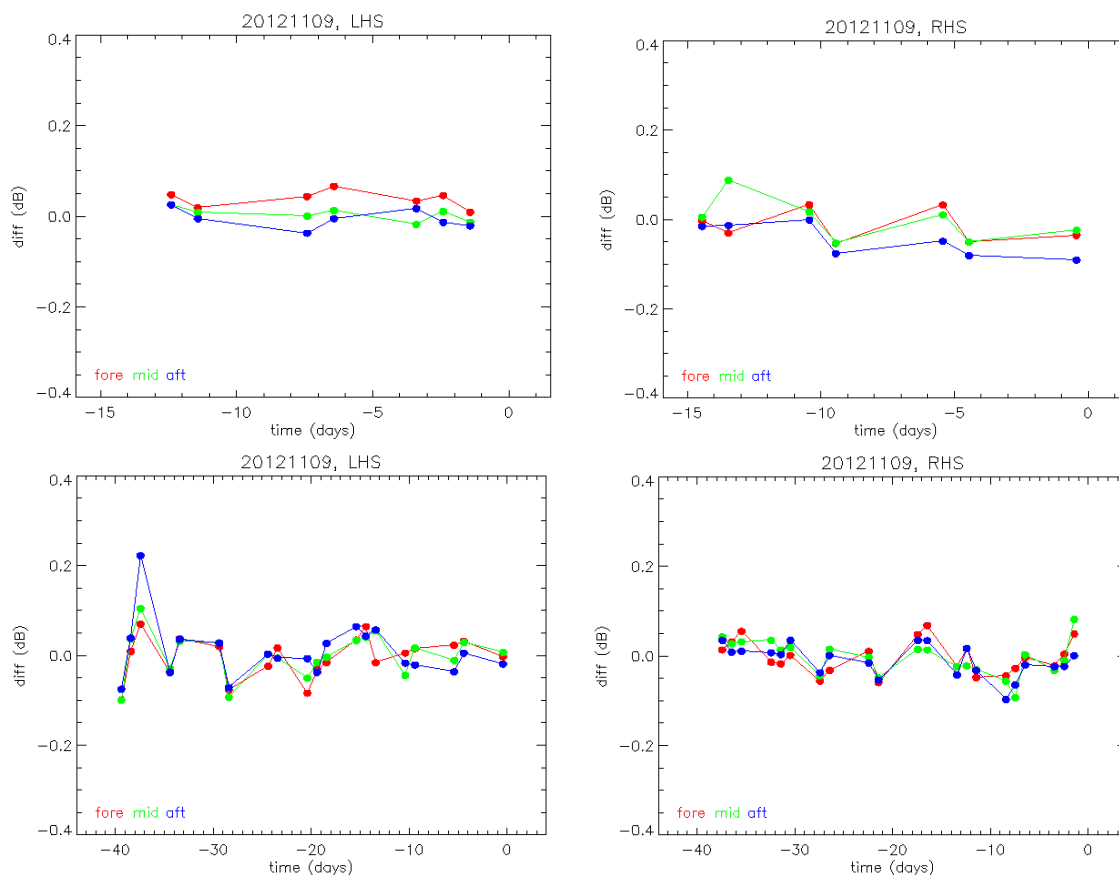 20121109, LHS
0.4
0.2
0.0
−0.2
−0.4
diff (dB)
fore mid aft
−15
−10
−5
0
time (days)
20121109, RHS
0.4
0.2
0.0
−0.2
−0.4
diff (dB)
fore mid aft
−15
−10
−5
0
time (days)
20121109, LHS
0.4
0.2
0.0
−0.2
−0.4
diff (dB)
fore mid aft
−40
−30
−20
−10
0
time (days)
20121109, RHS
0.4
0.2
0.0
−0.2
−0.4
diff (dB)
fore mid aft
−40
−30
−20
−10
0
time (days)